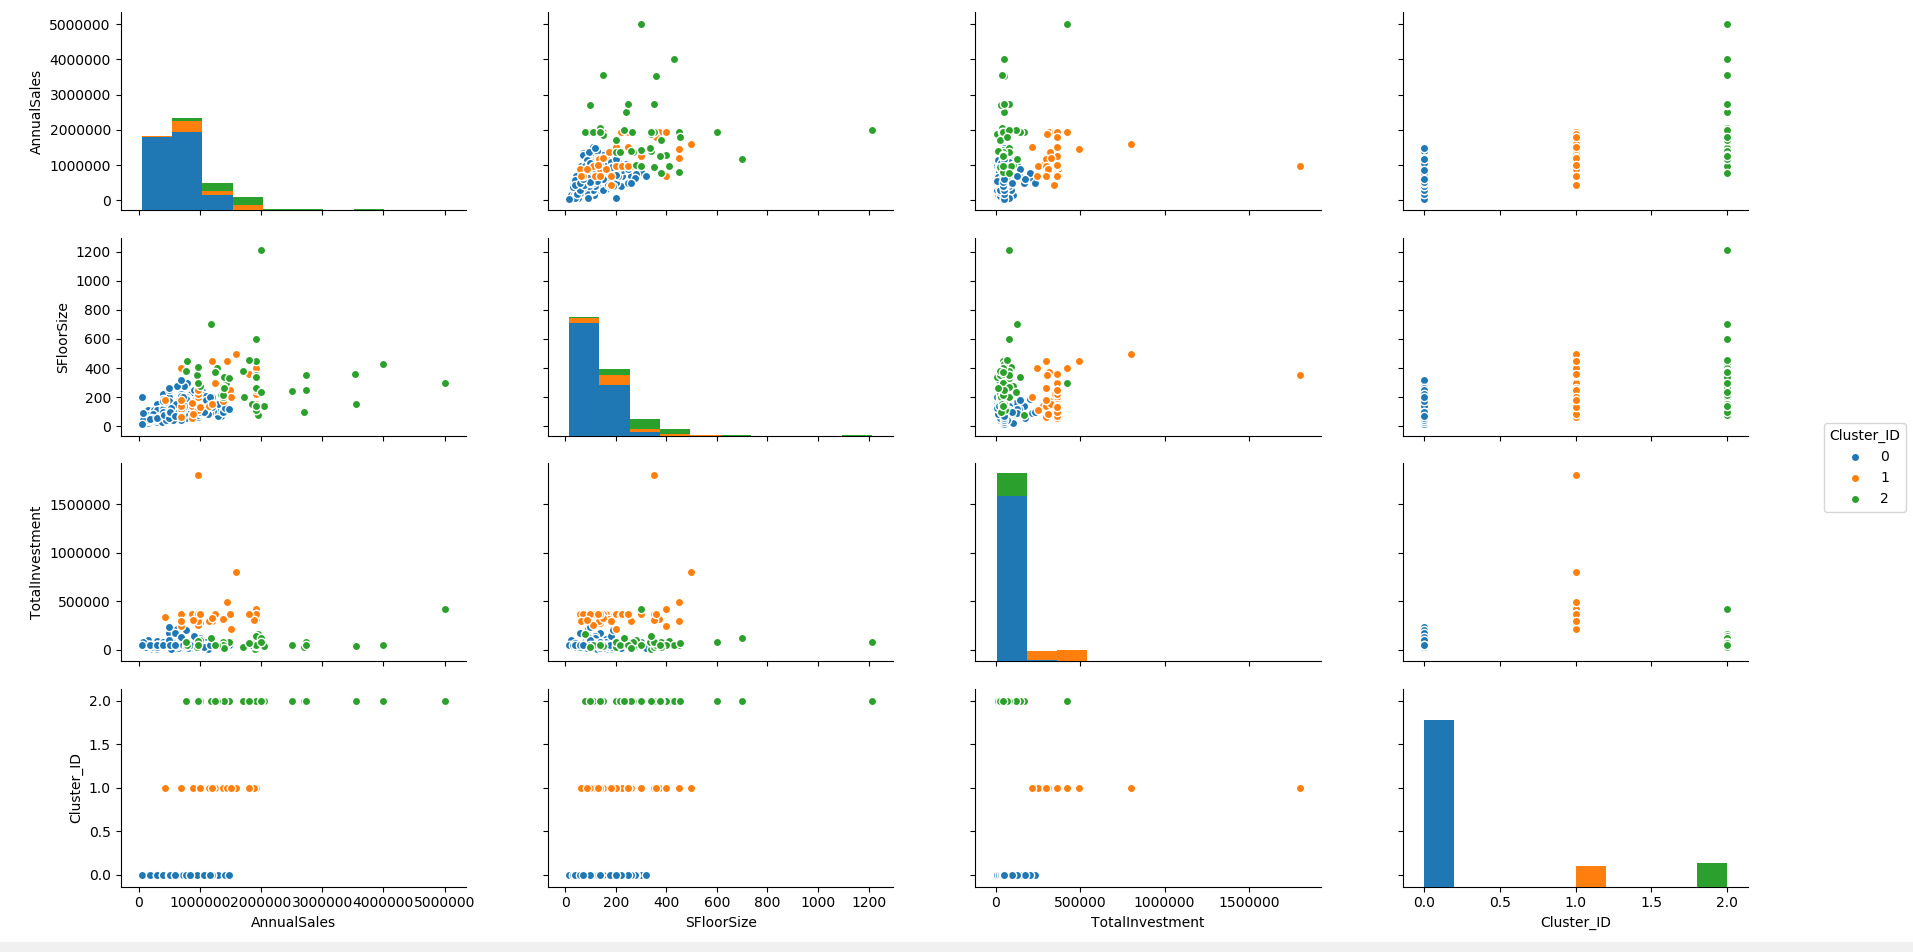 5000000
4000000
3000000
2000000
1000000
0
AnnualSales
1200
1000
800
600
400
200
0
SFloorSize
1500000
1000000
500000
0
TotalInvestment
2.0
1.5
1.0
0.5
0.0
Cluster_ID
0 1000000 2000000 3000000 4000000 5000000
AnnualSales
0 200 400 600 800 1000 1200
SFloorSize
0 500000 1000000 1500000
TotalInvestment
0.0 0.5 1.0 1.5 2.0
Cluster_ID
Cluster_ID
0
1
2